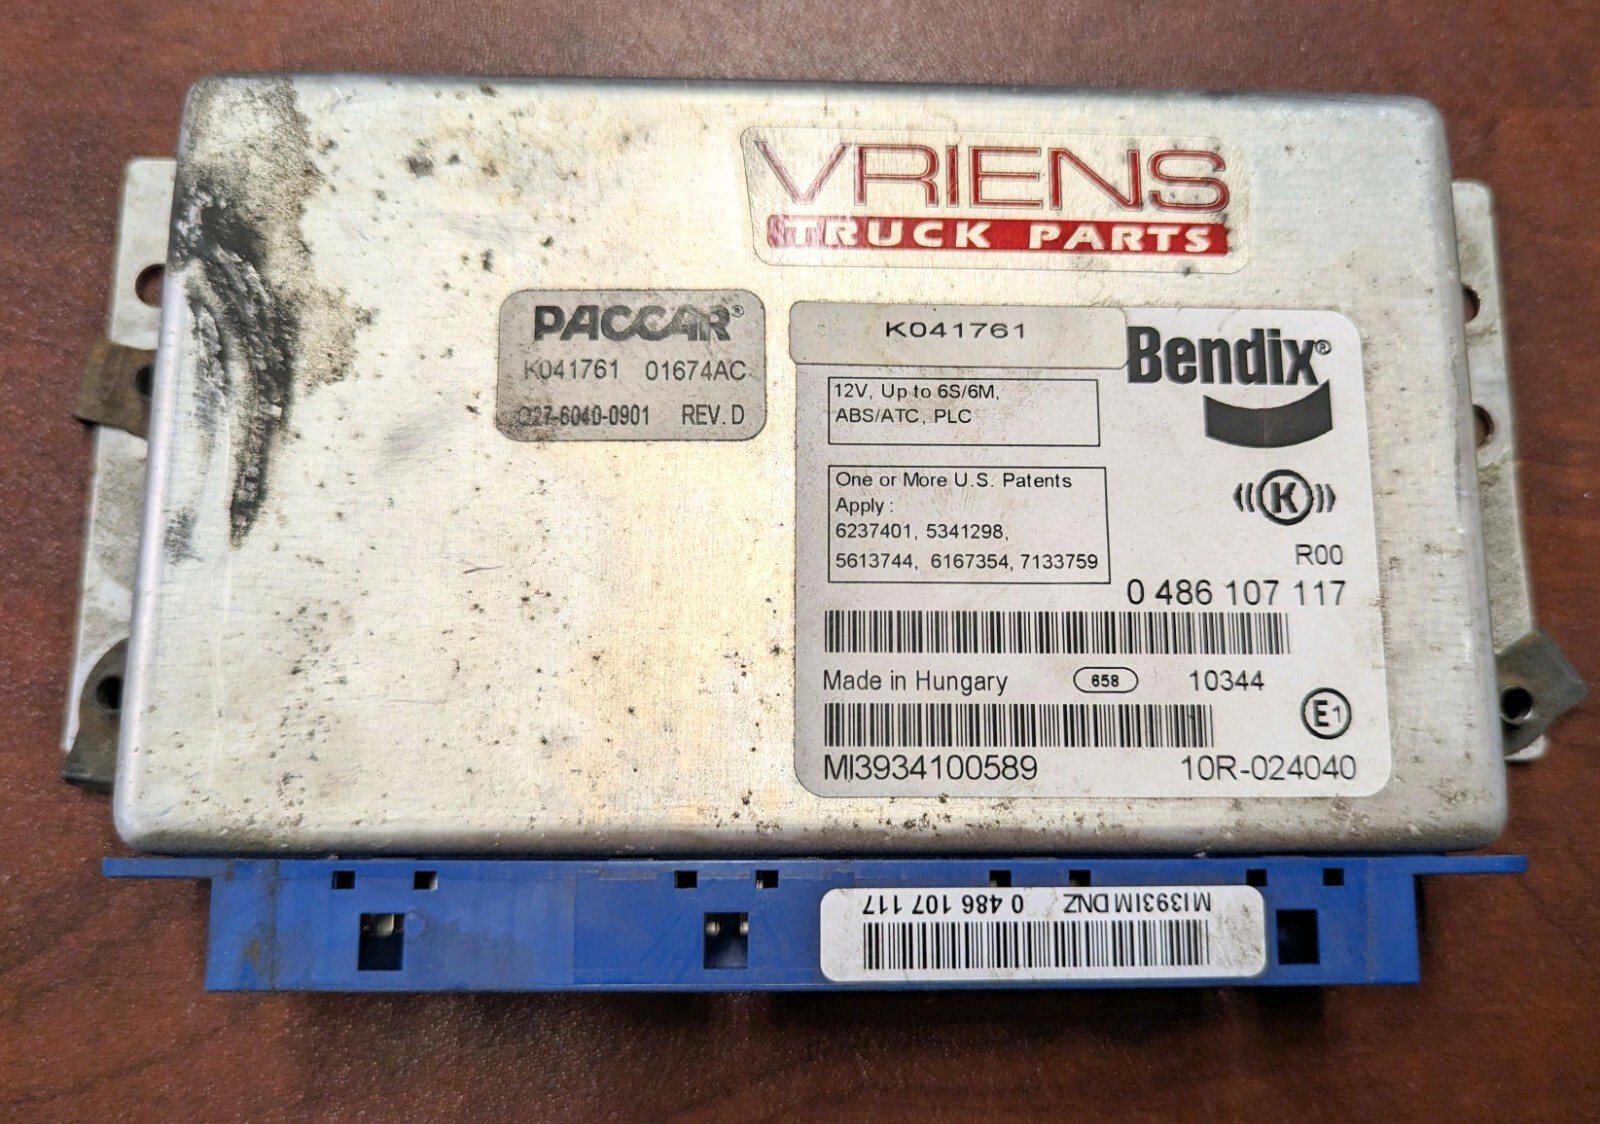 VRIENS
TRUCK PARTS
PACCAR®
K041761 01674AC
Q27-6040-0901 REV. D
K041761
Bendix®
12V, Up to 6S/6M,
ABS/ATC, PLC
One or More U.S. Patents
Apply :
6237401, 5341298,
5613744, 6167354, 7133759
K
R00
0 486 107 117
Made in Hungary 658 10344
E1
MI3934100589 10R-024040
MI393IM DNZ 0 486 107 117